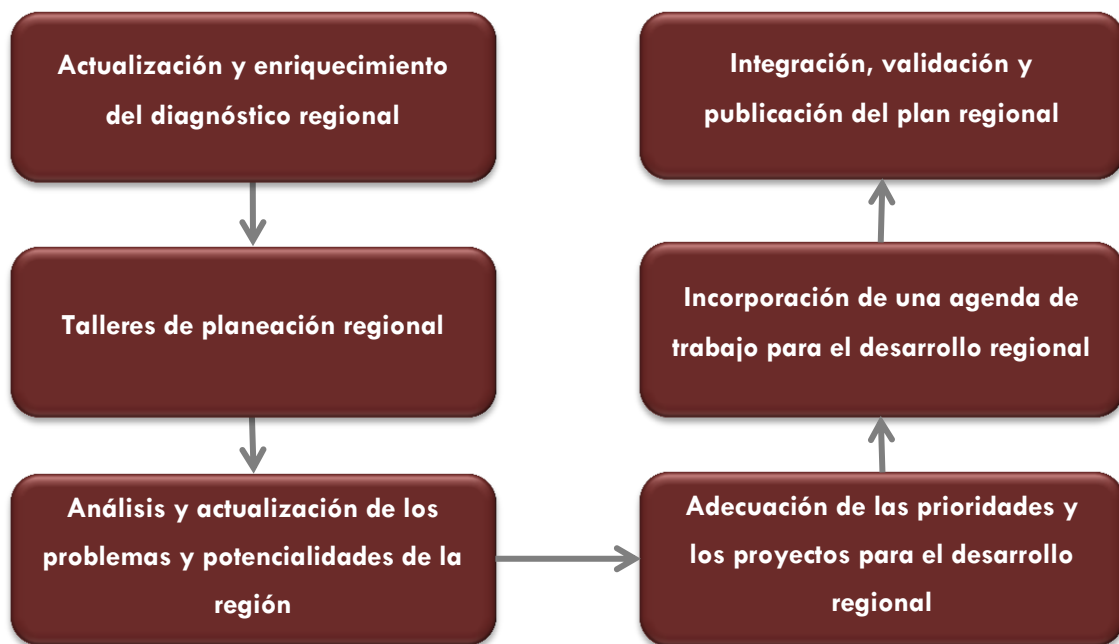 Actualización y enriquecimiento
del diagnóstico regional
Talleres de planeación regional
Análisis y actualización de los
problemas y potencialidades de la
región
Adecuación de las prioridades y
los proyectos para el desarrollo
regional
Incorporación de una agenda de
trabajo para el desarrollo regional
Integración, validación y
publicación del plan regional